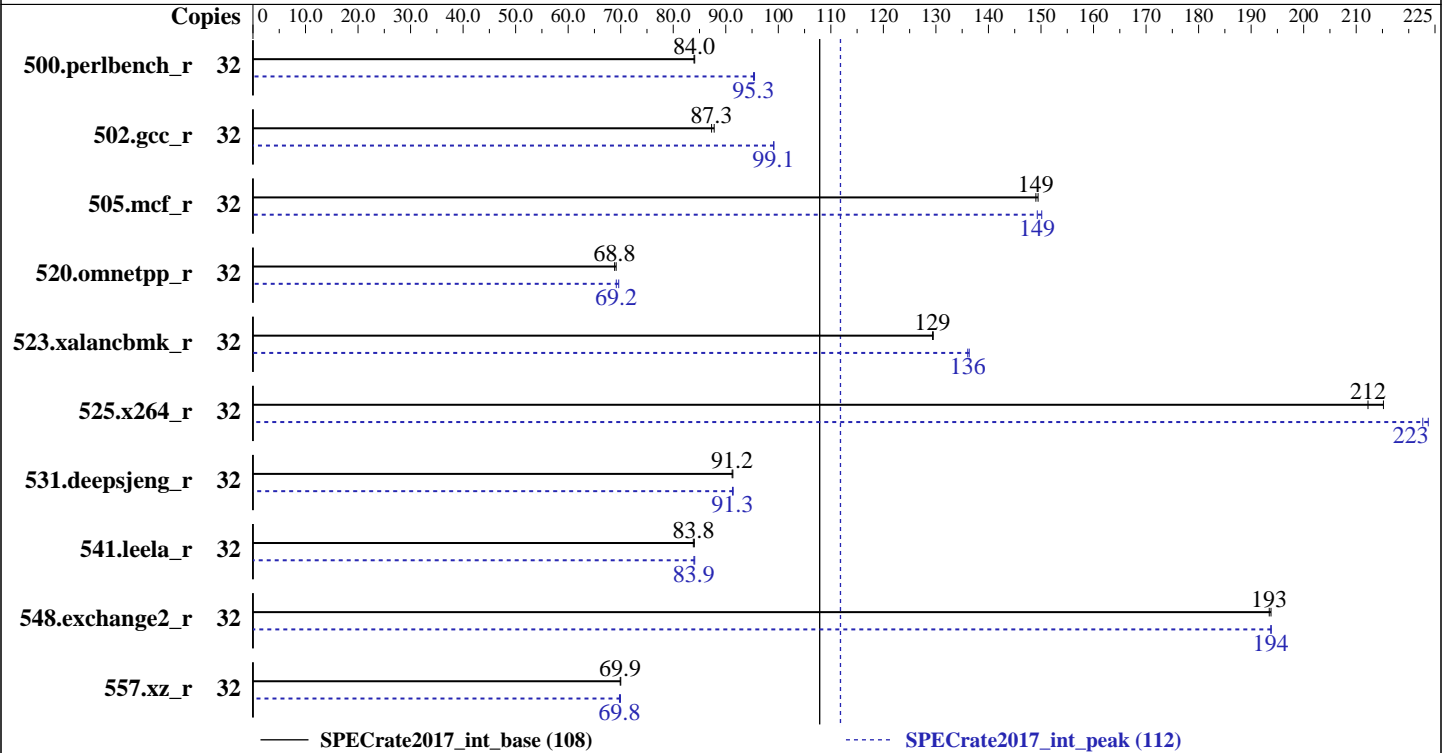 Copies 0 10.0 20.0 30.0 40.0 50.0 60.0 70.0 80.0 90.0 100 110 120 130 140 150 160 170 180 190 200 210 225
84.0
500.perlbench_r 32
95.3
87.3
502.gcc_r 32
99.1
149
505.mcf_r 32
149
68.8
520.omnetpp_r 32
69.2
129
523.xalancbmk_r 32
136
212
525.x264_r 32
223
91.2
531.deepsjeng_r 32
91.3
83.8
541.leela_r 32
83.9
193
548.exchange2_r 32
194
69.9
557.xz_r 32
69.8
SPECrate2017_int_base (108) SPECrate2017_int_peak (112)